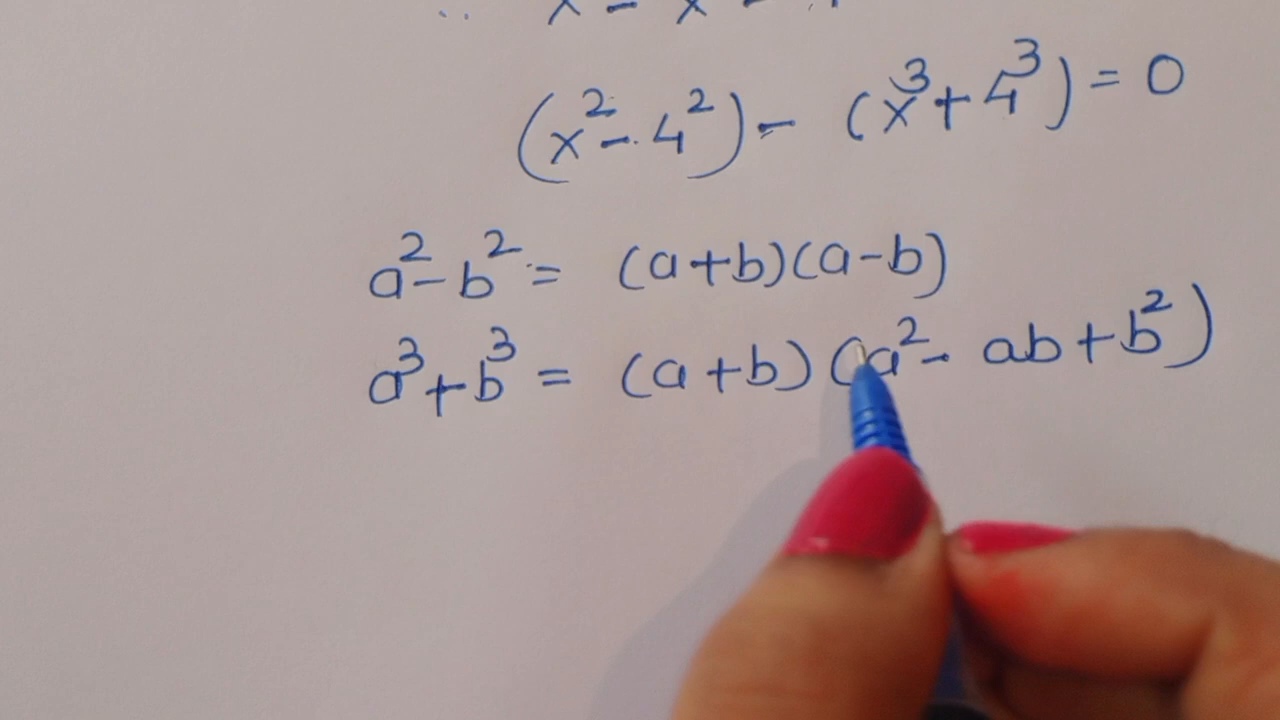 (x² - 4²) - (x³ + 4³) = 0
a² - b² = (a+b)(a-b)
a³ + b³ = (a+b)(a² - ab + b²)